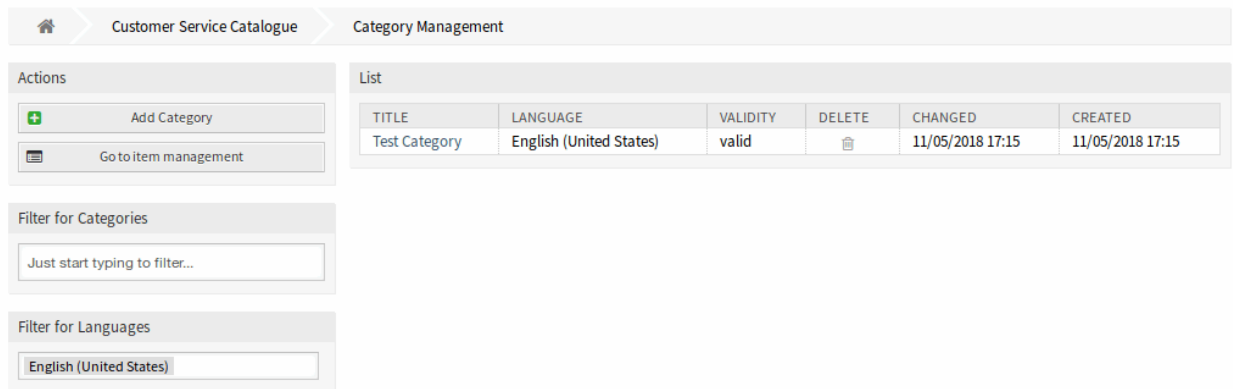 Customer Service Catalogue Category Management
Actions
Add Category
Go to item management
Filter for Categories
Just start typing to filter...
Filter for Languages
English (United States)
List
TITLE LANGUAGE VALIDITY DELETE CHANGED CREATED
Test Category English (United States) valid 11/05/2018 17:15 11/05/2018 17:15